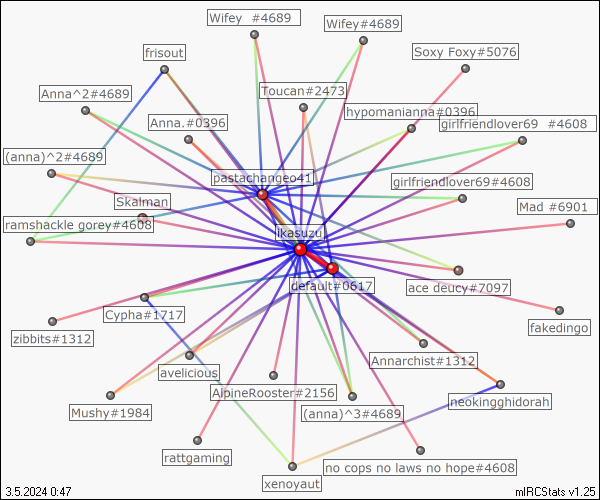 Wifey #4689
Wifey#4689
frisout
Soxy Foxy#5076
Anna^2#4689
Toucan#2473
hypomanianna#0396
Anna.#0396
girlfriendlover69 #4608
(anna)^2#4689
pastachangeo41
girlfriendlover69#4608
Skalman
Mad #6901
ramshackle gorey#4608
ikasuzu
default#0617
ace deucy#7097
Cypha#1717
fakedingo
zibbits#1312
Annarchist#1312
avelicious
AlpineRooster#2156
neokingghidorah
Mushy#1984
(anna)^3#4689
rattgaming
no cops no laws no hope#4608
xenoyaut
3.5.2024 0:47
mIRCStats v1.25